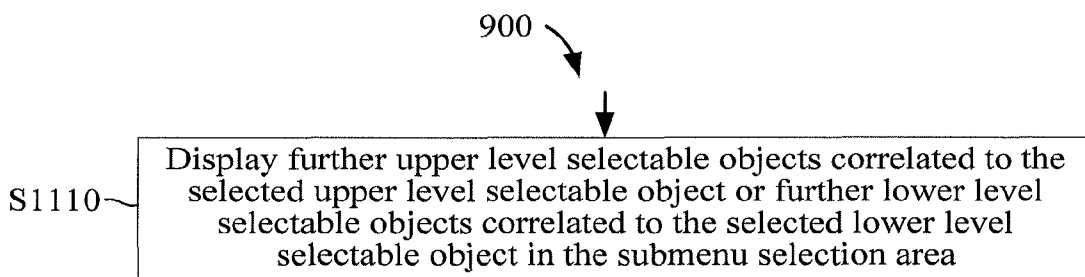 900
S1110
Display further upper level selectable objects correlated to the
selected upper level selectable object or further lower level
selectable objects correlated to the selected lower level
selectable object in the submenu selection area